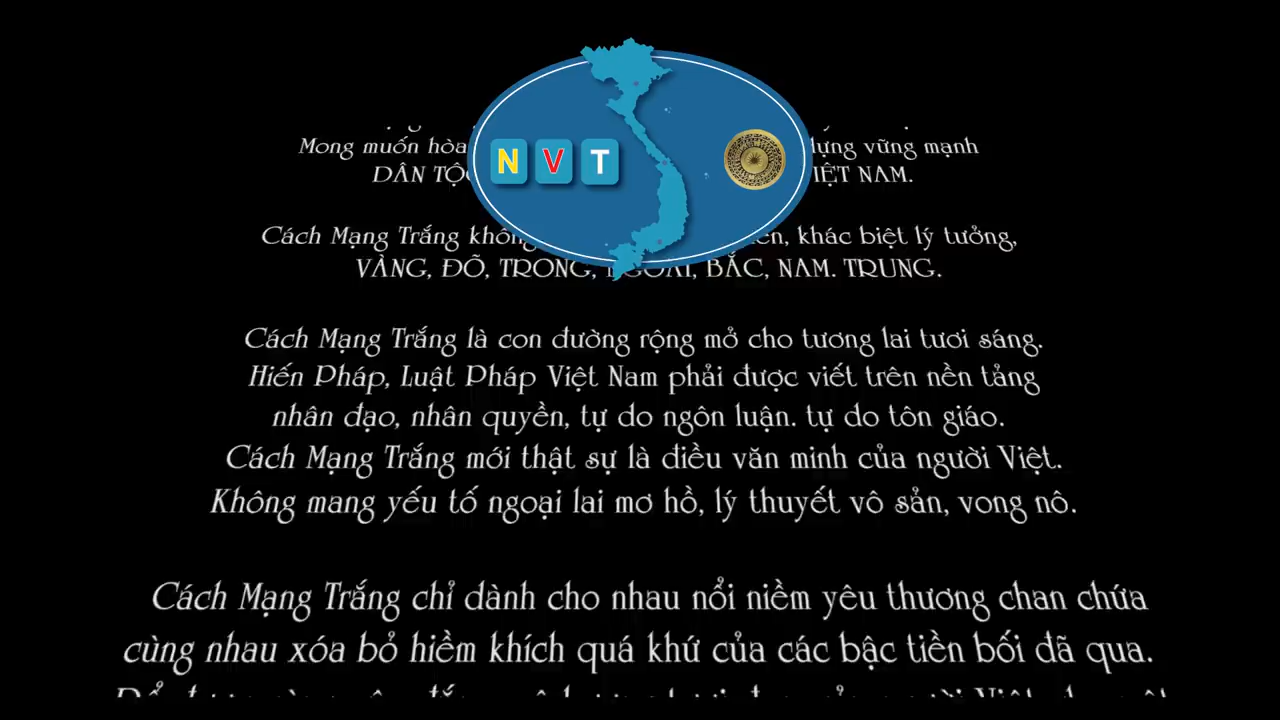 Mong muốn hòa
dựng vững mạnh
NVT
DÂN
NAM.
Cách Mạng Trắng không
khác biệt lý tưởng,
VÀNG, ĐỎ, TRONG, NGOÀI, BẮC, NAM. TRUNG.
Cách Mạng Trắng là con đường rộng mở cho tương lai tươi sáng.
Hiến Pháp, Luật Pháp Việt Nam phải được viết trên nền tảng
nhân đạo, nhân quyền, tự do ngôn luận. tự do tôn giáo.
Cách Mạng Trắng mới thật sự là điều văn minh của người Việt.
Không mang yếu tố ngoại lai mơ hồ, lý thuyết vô sản, vong nô.
Cách Mạng Trắng chỉ dành cho nhau nổi niềm yêu thương chan chứa
cùng nhau xóa bỏ hiềm khích quá khứ của các bậc tiền bối đã qua.